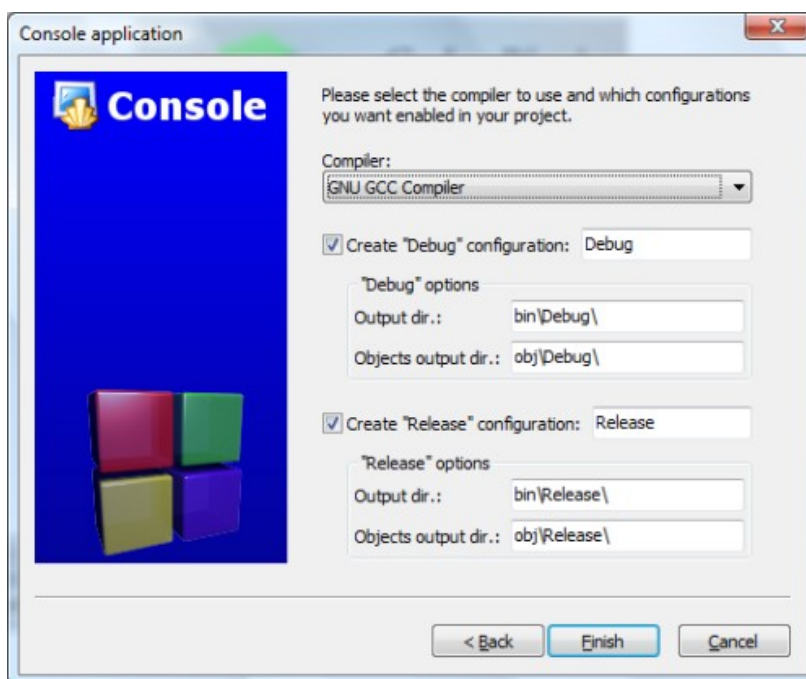 Console application
Console
Please select the compiler to use and which configurations
you want enabled in your project.
Compiler:
GNU GCC Compiler
Create "Debug" configuration: Debug
"Debug" options
Output dir.: bin\Debug\
Objects output dir.: obj\Debug\
Create "Release" configuration: Release
"Release" options
Output dir.: bin\Release\
Objects output dir.: obj\Release\
< Back Finish Cancel